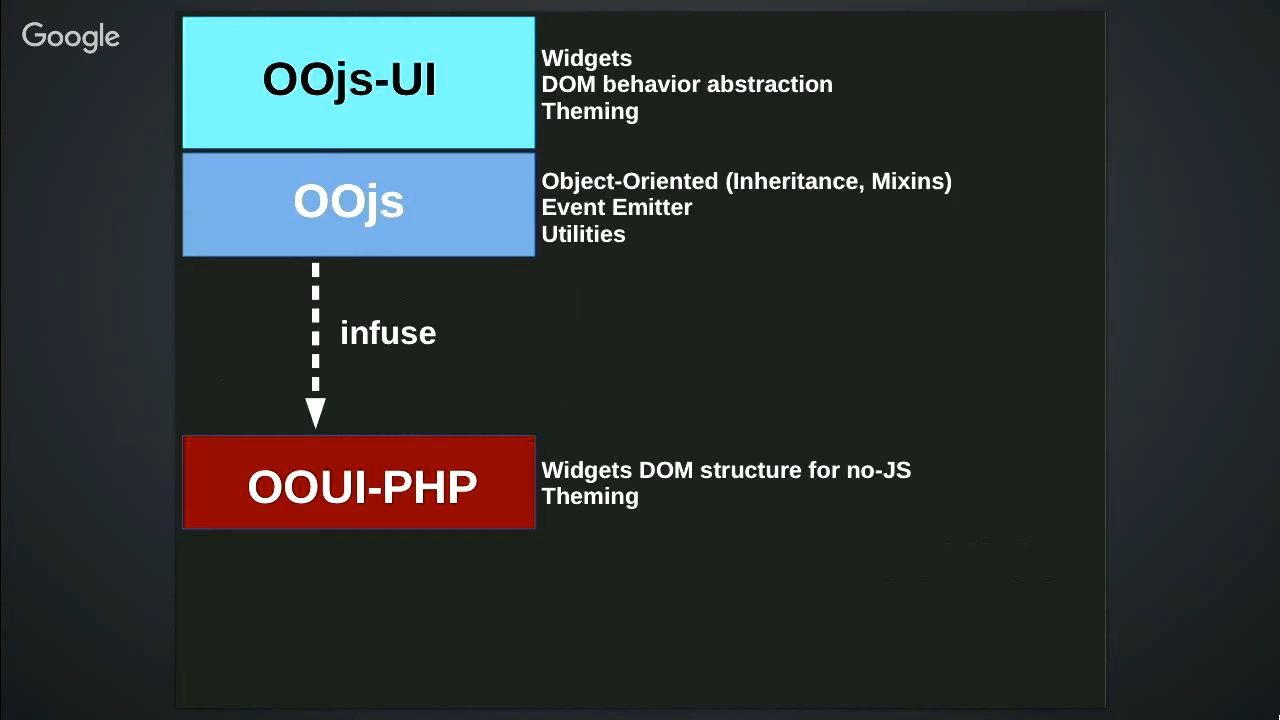 Google
OOjs-UI
Widgets
DOM behavior abstraction
Theming
OOjs
Object-Oriented (Inheritance, Mixins)
Event Emitter
Utilities
infuse
OOUI-PHP
Widgets DOM structure for no-JS
Theming